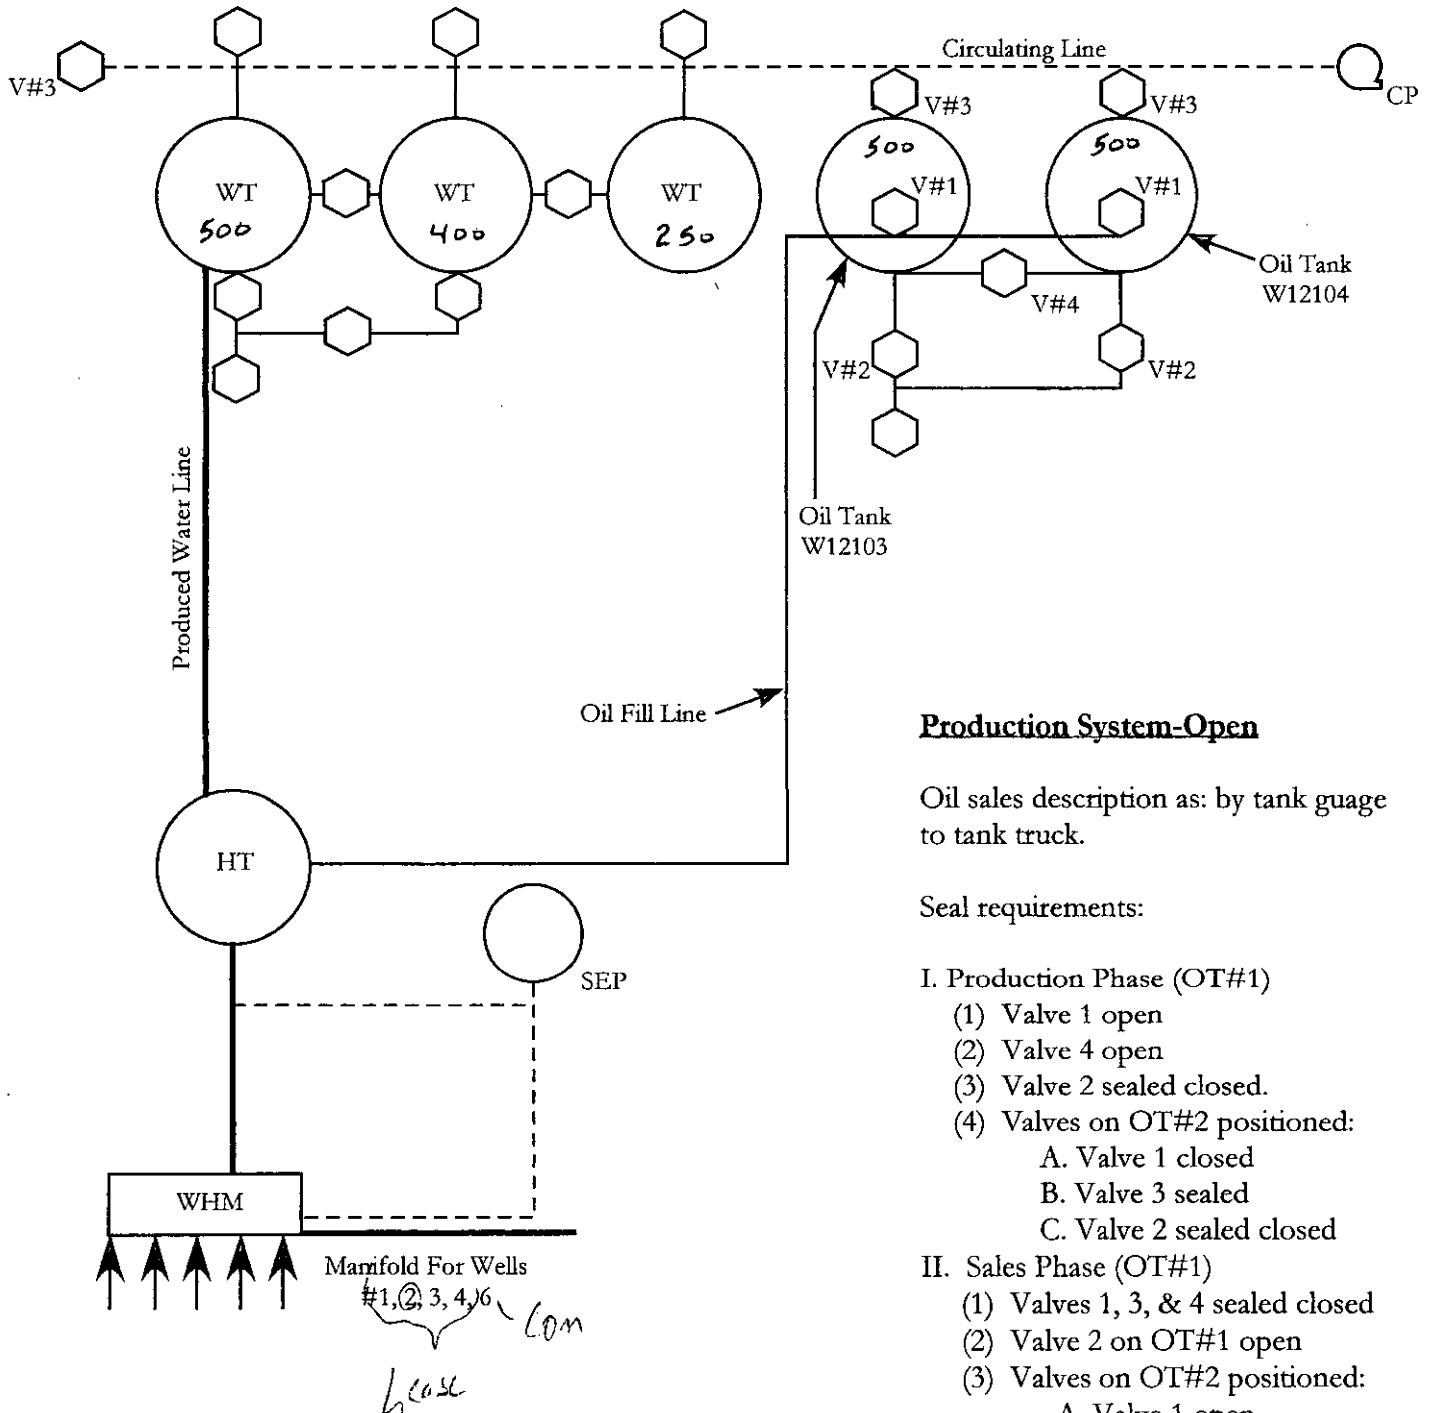 Circulating Line
V#3
CP
V#3
V#3
500
500
WT
WT
WT
V#1
V#1
500
400
250
Oil Tank
W12104
V#4
V#2
V#2
Produced Water Line
Oil Tank
W12103
Oil Fill Line
Production System-Open
Oil sales description as: by tank guage
to tank truck.
HT
Seal requirements:
SEP
I. Production Phase (OT#1)
(1) Valve 1 open
(2) Valve 4 open
(3) Valve 2 sealed closed.
(4) Valves on OT#2 positioned:
A. Valve 1 closed
B. Valve 3 sealed
C. Valve 2 sealed closed
WHM
Manifold For Wells
#1, 2, 3, 4, 6
Com
Lease
II. Sales Phase (OT#1)
(1) Valves 1, 3, & 4 sealed closed
(2) Valve 2 on OT#1 open
(3) Valves on OT#2 positioned:
A. Valve 1 open